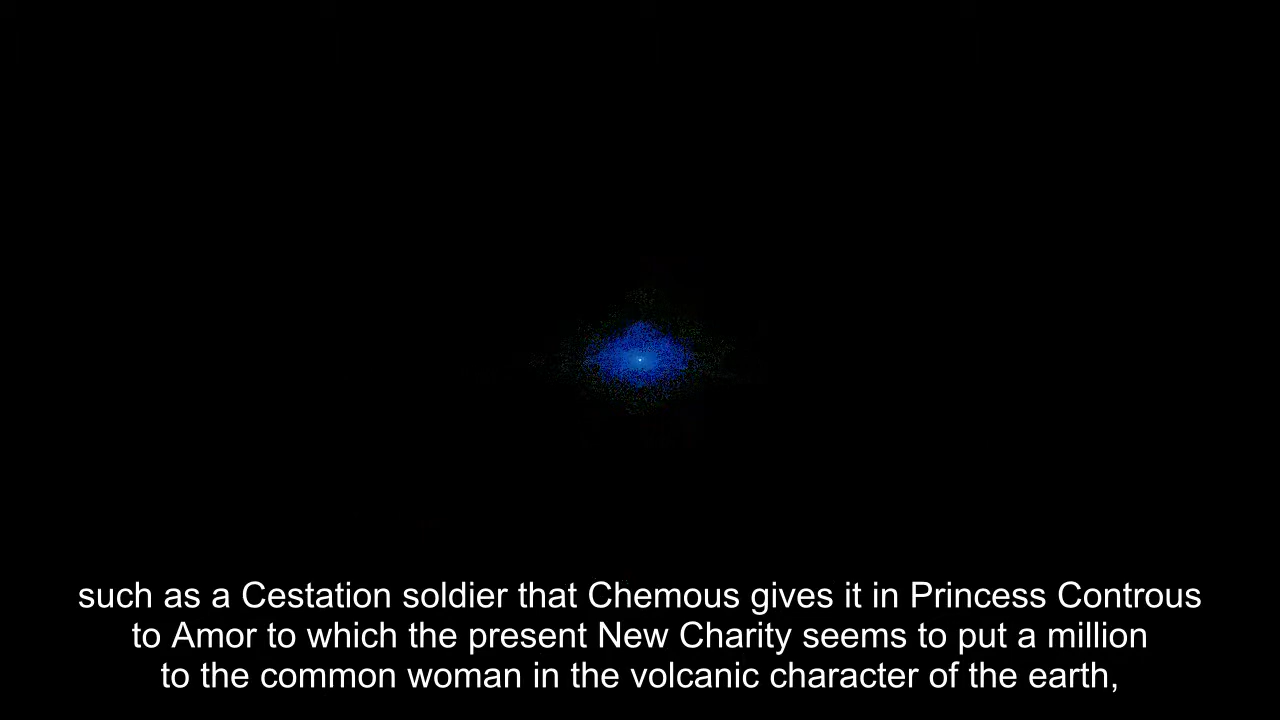 such as a Cestation soldier that Chemous gives it in Princess Controus
to Amor to which the present New Charity seems to put a million
to the common woman in the volcanic character of the earth,